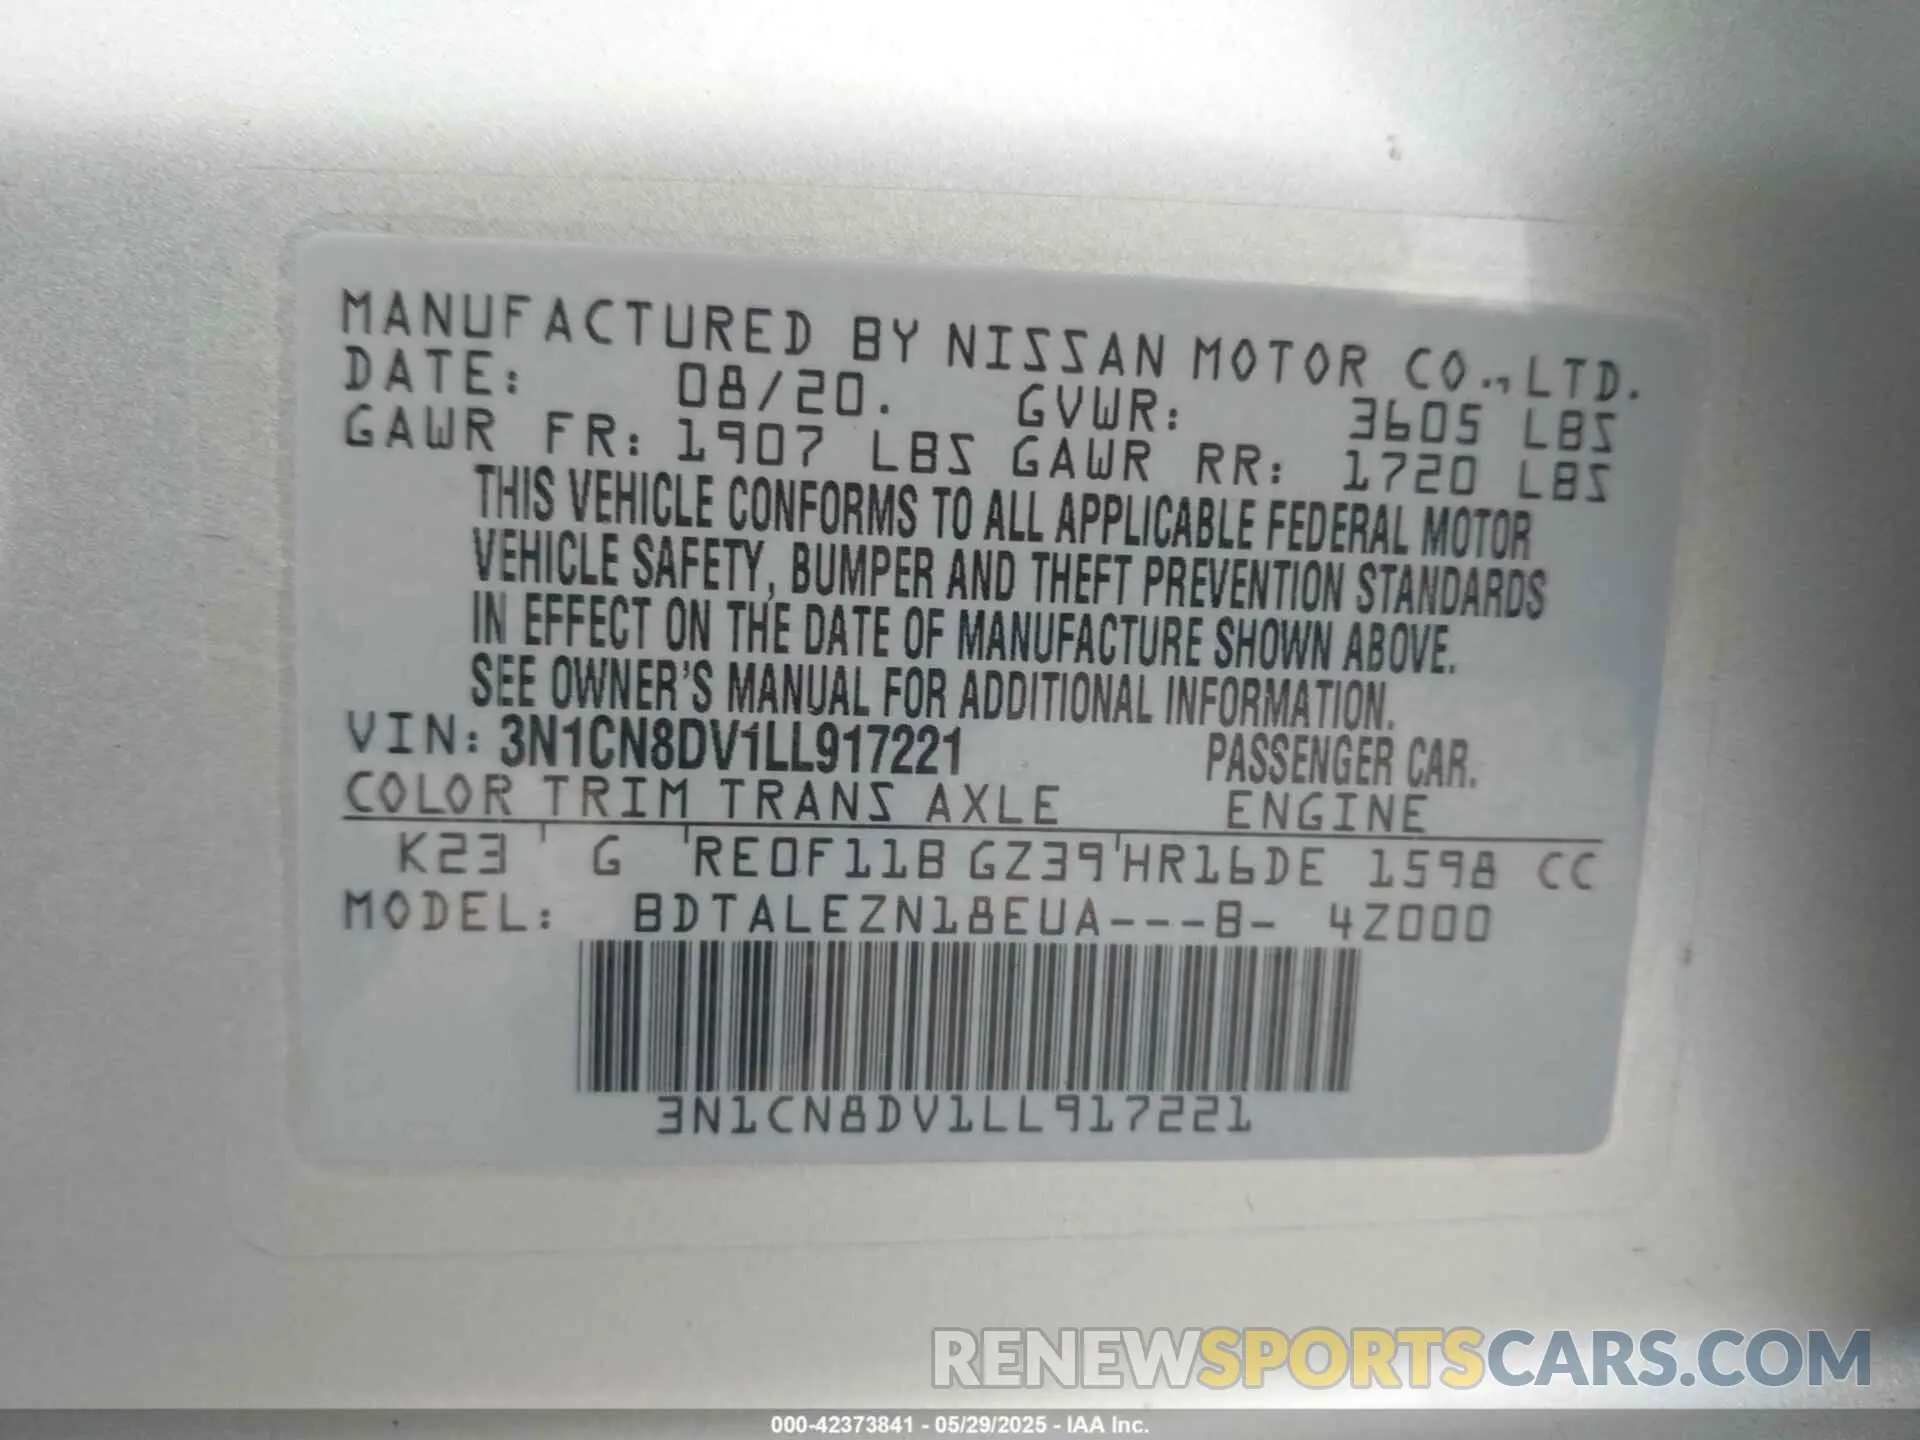 MANUFACTURED BY NISSAN MOTOR CO.,LTD.
DATE: 08/20. GVWR: 3605 LBS
GAWR FR: 1907 LBS GAWR RR: 1720 LBS
THIS VEHICLE CONFORMS TO ALL APPLICABLE FEDERAL MOTOR
VEHICLE SAFETY, BUMPER AND THEFT PREVENTION STANDARDS
IN EFFECT ON THE DATE OF MANUFACTURE SHOWN ABOVE.
SEE OWNER'S MANUAL FOR ADDITIONAL INFORMATION.
VIN: 3N1CN8DV1LL917221 PASSENGER CAR.
COLOR TRIM TRANS AXLE ENGINE
K23 G RE0F11B GZ39 HR16DE 1598 CC
MODEL: BDTALEZN18EUA---B- 4Z000
3N1CN8DV1LL917221
RENEWSPORTSCARS.COM
000-42373841 - 05/29/2025 - IAA Inc.